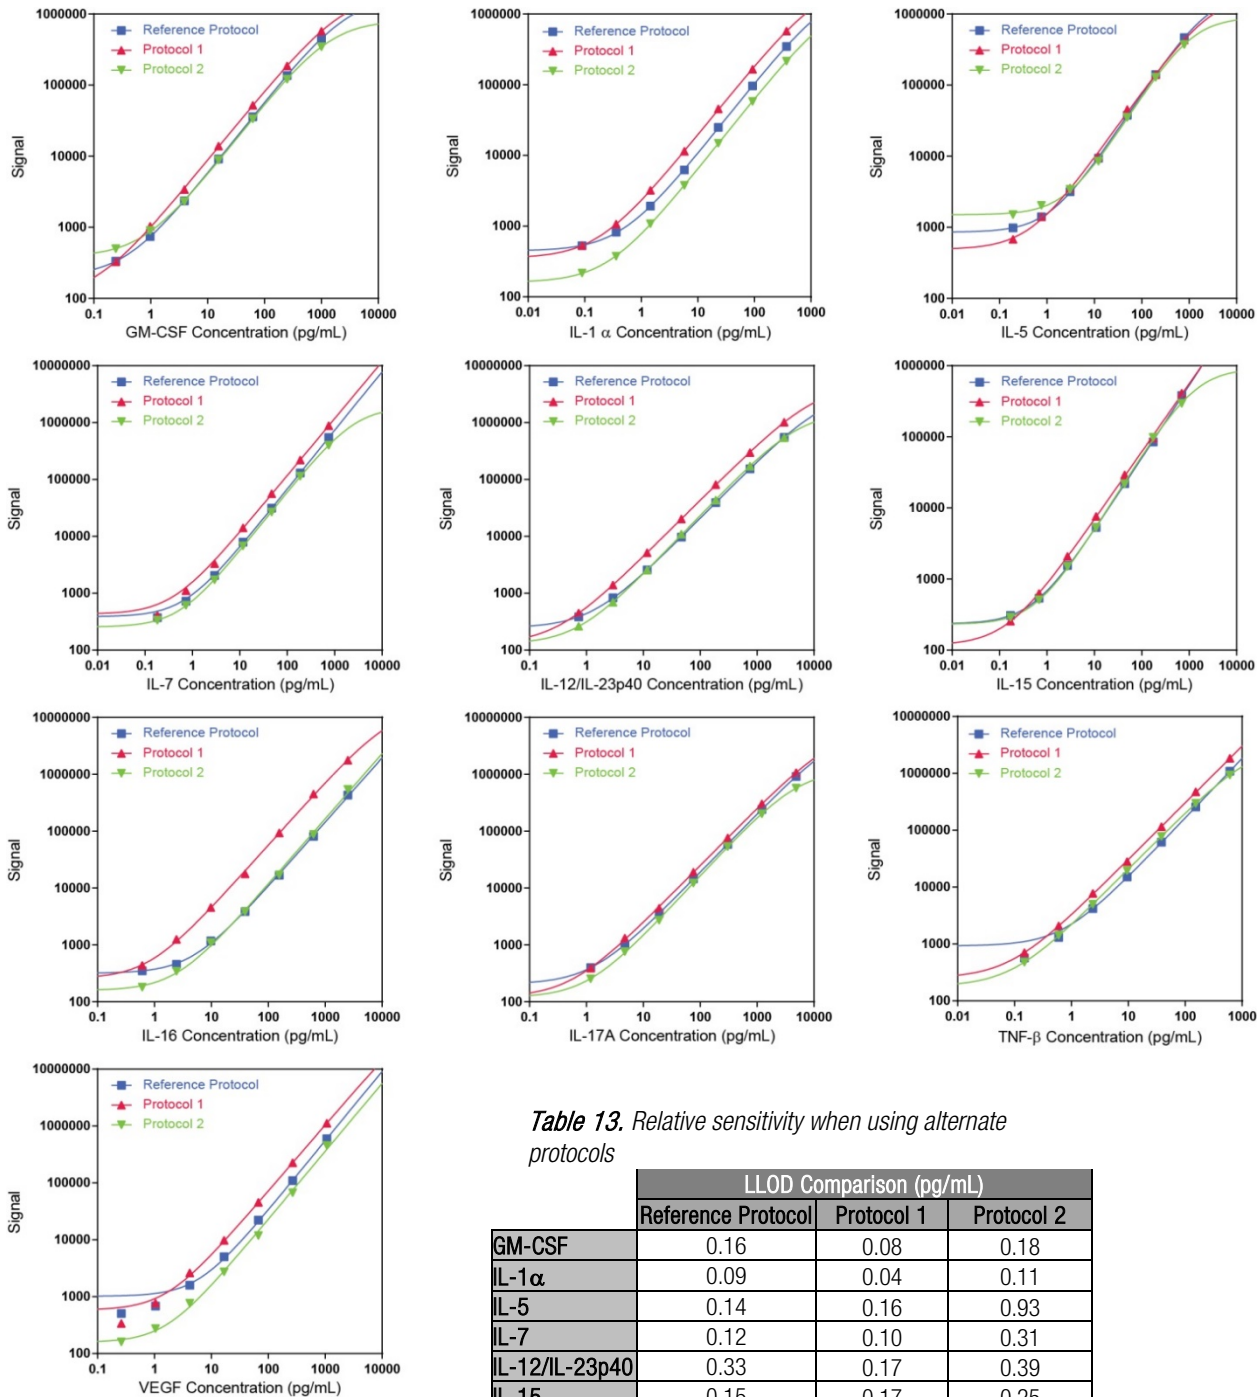 1000000
100000
10000
1000
100
Signal
Reference Protocol
Protocol 1
Protocol 2
0.1 1 10 100 1000 10000
GM-CSF Concentration (pg/mL)
1000000
100000
10000
1000
100
Signal
Reference Protocol
Protocol 1
Protocol 2
0.01 0.1 1 10 100 1000
IL-1 α Concentration (pg/mL)
1000000
100000
10000
1000
100
Signal
Reference Protocol
Protocol 1
Protocol 2
0.01 0.1 1 10 100 1000 10000
IL-5 Concentration (pg/mL)
10000000
1000000
100000
10000
1000
100
Signal
Reference Protocol
Protocol 1
Protocol 2
0.01 0.1 1 10 100 1000 10000
IL-7 Concentration (pg/mL)
10000000
1000000
100000
10000
1000
100
Signal
Reference Protocol
Protocol 1
Protocol 2
0.1 1 10 100 1000 10000
IL-12/IL-23p40 Concentration (pg/mL)
1000000
100000
10000
1000
100
Signal
Reference Protocol
Protocol 1
Protocol 2
0.01 0.1 1 10 100 1000 10000
IL-15 Concentration (pg/mL)
10000000
1000000
100000
10000
1000
100
Signal
Reference Protocol
Protocol 1
Protocol 2
0.1 1 10 100 1000 10000
IL-16 Concentration (pg/mL)
10000000
1000000
100000
10000
1000
100
Signal
Reference Protocol
Protocol 1
Protocol 2
0.1 1 10 100 1000 10000
IL-17A Concentration (pg/mL)
10000000
1000000
100000
10000
1000
100
Signal
Reference Protocol
Protocol 1
Protocol 2
0.01 0.1 1 10 100 1000
TNF-β Concentration (pg/mL)
10000000
1000000
100000
10000
1000
100
Signal
Reference Protocol
Protocol 1
Protocol 2
0.1 1 10 100 1000 10000
VEGF Concentration (pg/mL)
Table 13. Relative sensitivity when using alternate
protocols
LLOD Comparison (pg/mL)
Reference Protocol Protocol 1 Protocol 2
GM-CSF 0.16 0.08 0.18
IL-1α 0.09 0.04 0.11
IL-5 0.14 0.16 0.93
IL-7 0.12 0.10 0.31
IL-12/IL-23p40 0.33 0.17 0.39
IL-15 0.15 0.17 0.25